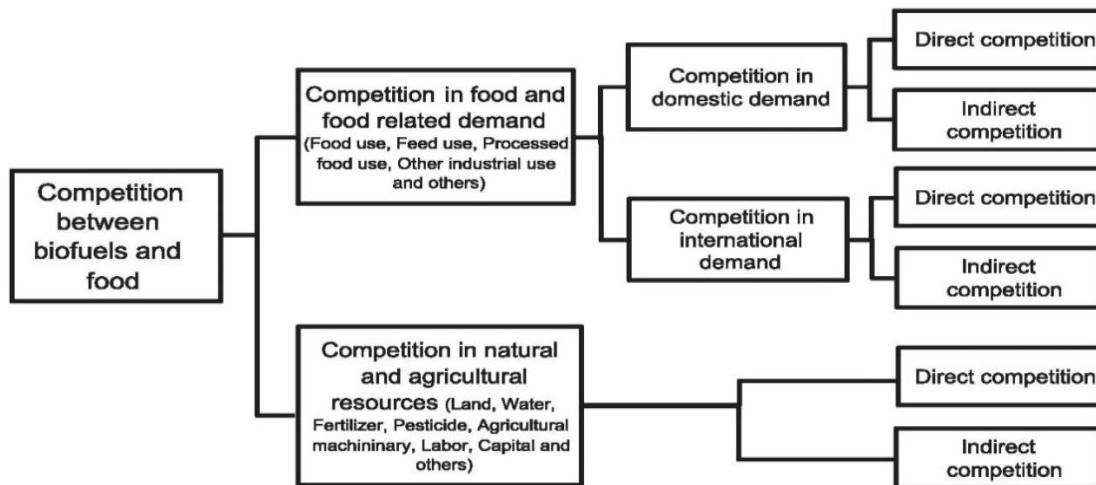 Competition
between
biofuels and
food
Competition in food and
food related demand
(Food use, Feed use, Processed
food use, Other industrial use
and others)
Competition in
domestic demand
Direct competition
Indirect
competition
Competition in
international
demand
Direct competition
Indirect
competition
Competition in natural
and agricultural
resources (Land, Water,
Fertilizer, Pesticide, Agricultural
machininary, Labor, Capital and
others)
Direct competition
Indirect
competition